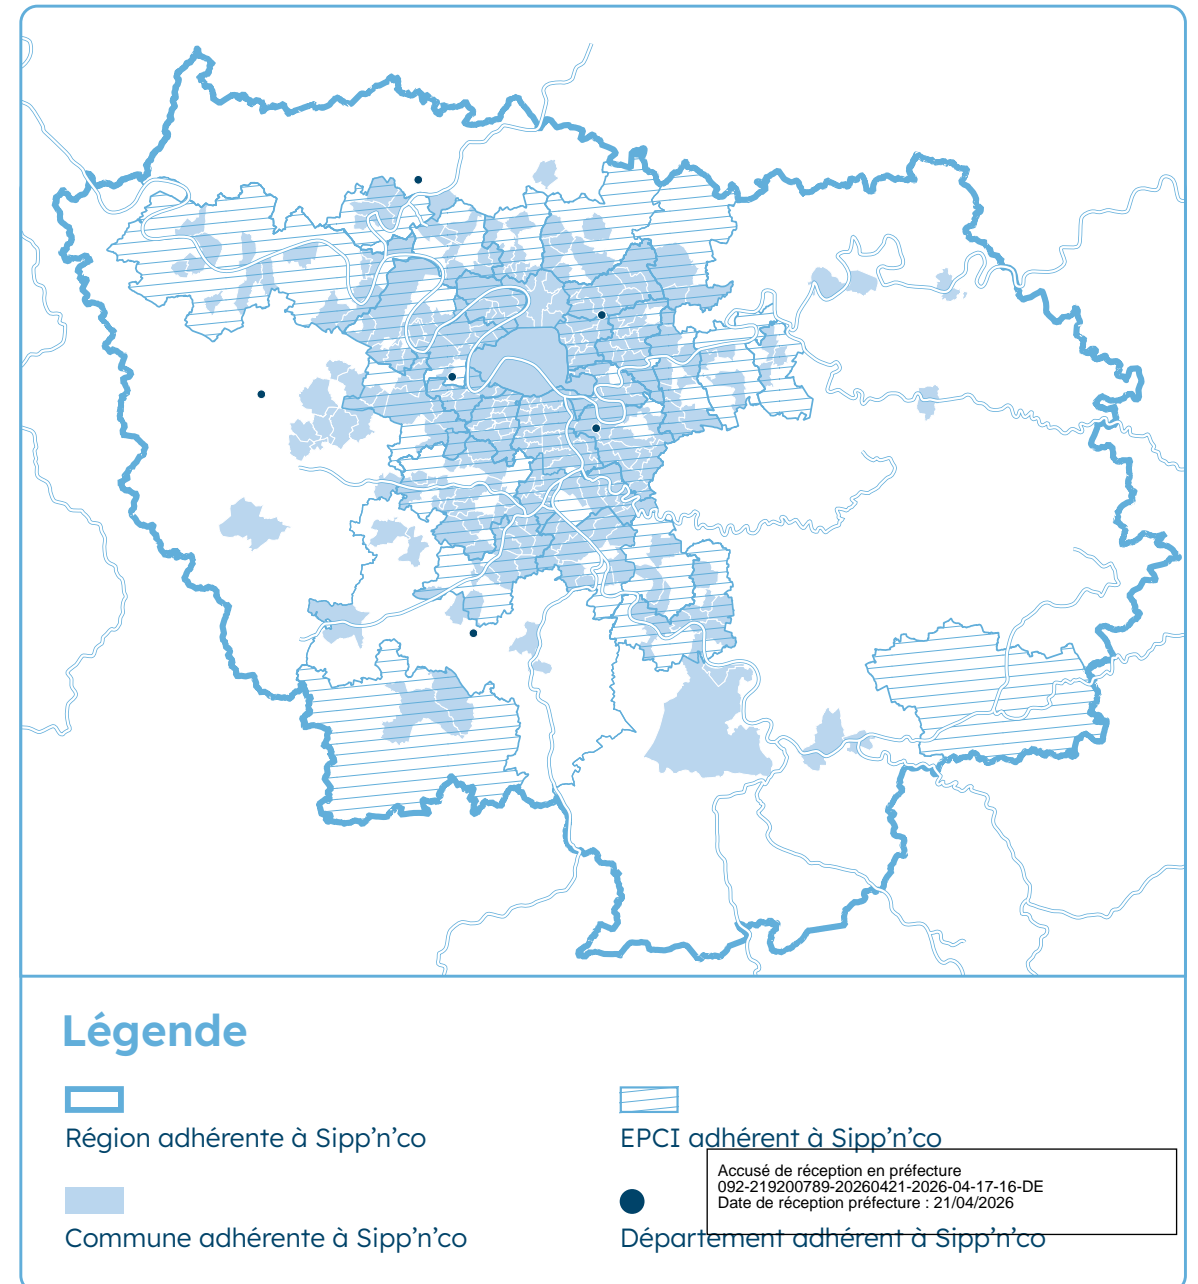 Légende
Région adhérente à Sipp’n’co
EPCI adhérent à Sipp’n’co
Accusé de réception en préfecture
092-219200789-20260421-2026-04-17-16-DE
Date de réception préfecture : 21/04/2026
Commune adhérente à Sipp’n’co
Département adhérent à Sipp’n’co